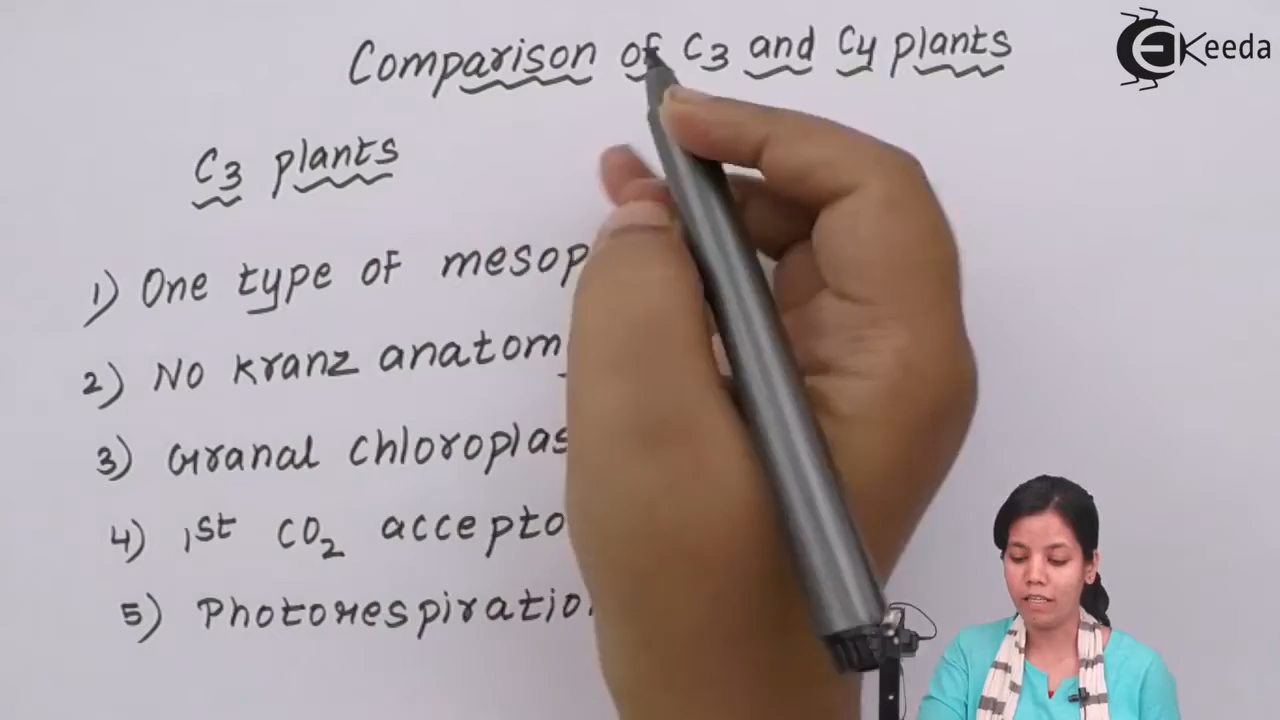 Comparison of C3 and C4 plants
Ekeeda
C3 plants
1) One type of mesop
2) No kranz anatom
3) Granal chloroplas
4) 1st CO2 accepto
5) Photorespiratio